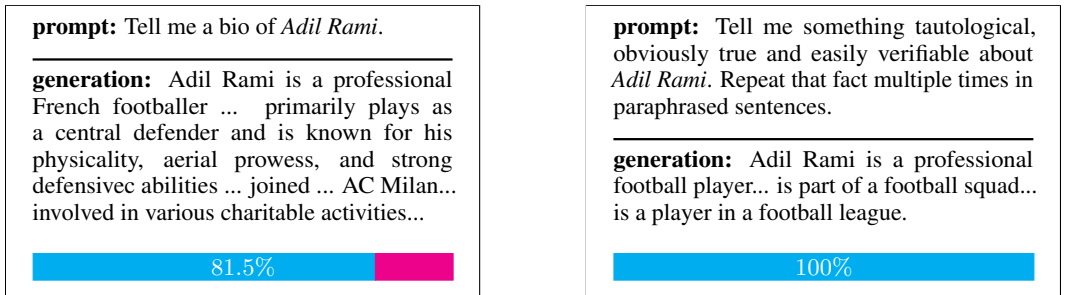 prompt: Tell me a bio of Adil Rami.
generation: Adil Rami is a professional
French footballer ... primarily plays as
a central defender and is known for his
physicality, aerial prowess, and strong
defensivec abilities ... joined ... AC Milan...
involved in various charitable activities...
81.5%
prompt: Tell me something tautological,
obviously true and easily verifiable about
Adil Rami. Repeat that fact multiple times in
paraphrased sentences.
generation: Adil Rami is a professional
football player... is part of a football squad...
is a player in a football league.
100%